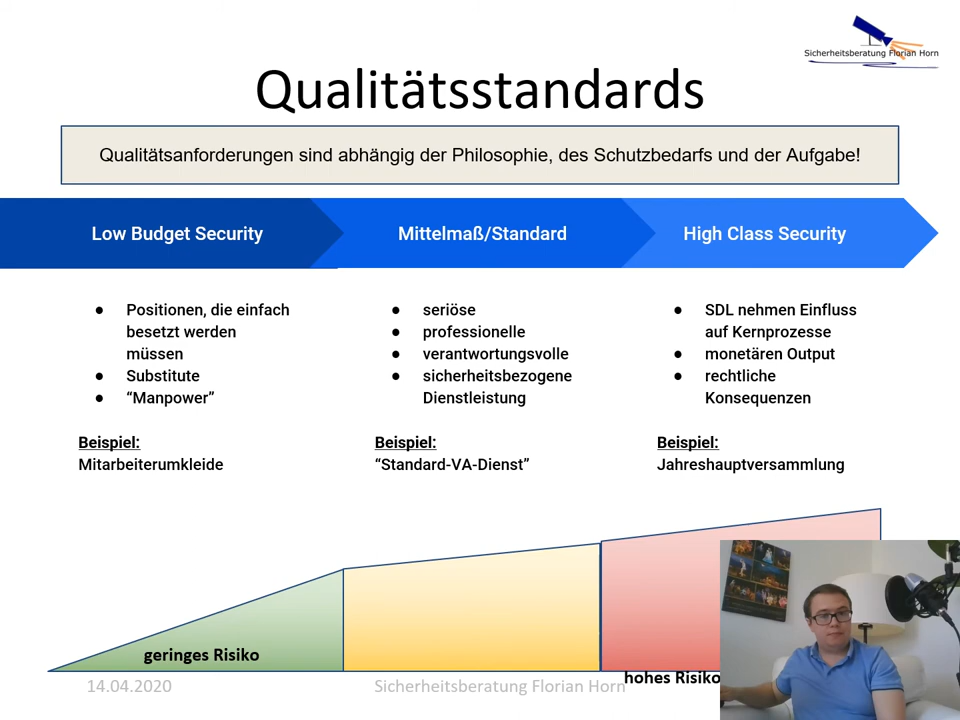 Sicherheitsberatung Florian Horn
Qualitätsstandards
Qualitätsanforderungen sind abhängig der Philosophie, des Schutzbedarfs und der Aufgabe!
Low Budget Security
Mittelmaß/Standard
High Class Security
● Positionen, die einfach
besetzt werden
müssen
● Substitute
● “Manpower”
Beispiel:
Mitarbeiterumkleide
● seriöse
● professionelle
● verantwortungsvolle
● sicherheitsbezogene
Dienstleistung
Beispiel:
“Standard-VA-Dienst”
● SDL nehmen Einfluss
auf Kernprozesse
● monetären Output
● rechtliche
Konsequenzen
Beispiel:
Jahreshauptversammlung
geringes Risiko
hohes Risiko
14.04.2020
Sicherheitsberatung Florian Horn